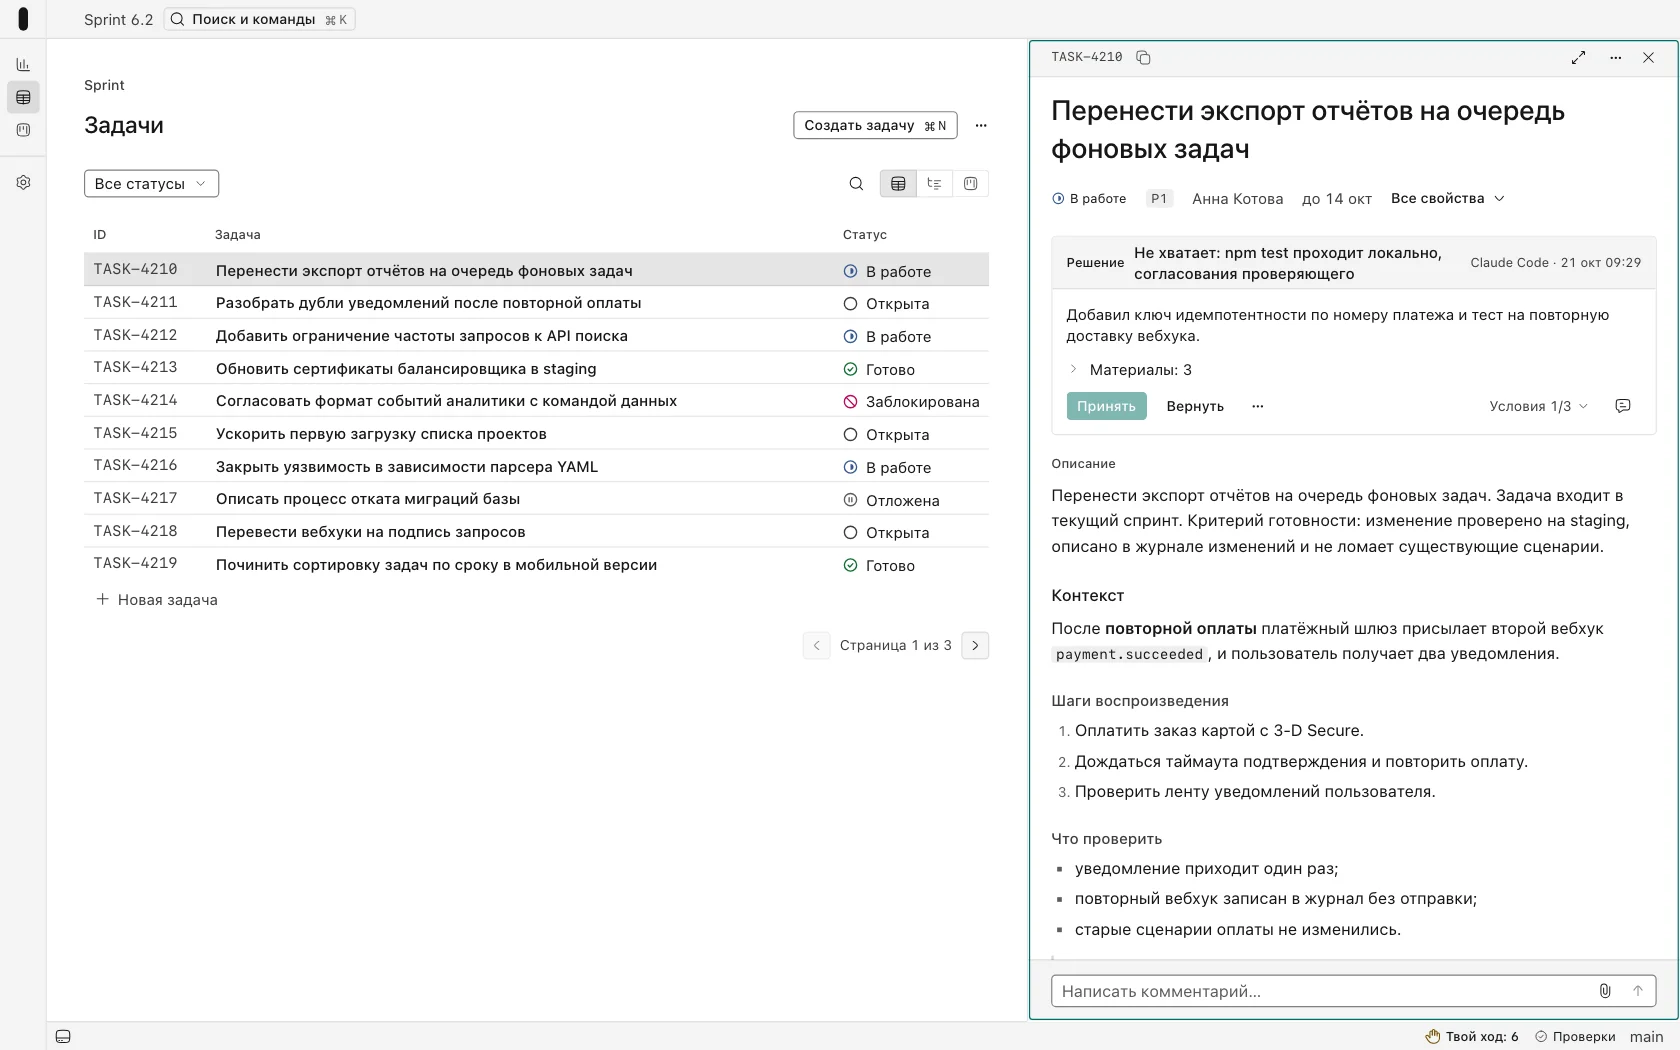 Sprint 6.2
Поиск и команды ⌘ K
Sprint
Задачи
Создать задачу ⌘ N
Все статусы
ID Задача Статус
TASK-4210 Перенести экспорт отчётов на очередь фоновых задач В работе
TASK-4211 Разобрать дубли уведомлений после повторной оплаты Открыта
TASK-4212 Добавить ограничение частоты запросов к API поиска В работе
TASK-4213 Обновить сертификаты балансировщика в staging Готово
TASK-4214 Согласовать формат событий аналитики с командой данных Заблокирована
TASK-4215 Ускорить первую загрузку списка проектов Открыта
TASK-4216 Закрыть уязвимость в зависимости парсера YAML В работе
TASK-4217 Описать процесс отката миграций базы Отложена
TASK-4218 Перевести вебхуки на подпись запросов Открыта
TASK-4219 Починить сортировку задач по сроку в мобильной версии Готово
Новая задача
Страница 1 из 3
TASK-4210
Перенести экспорт отчётов на очередь
фоновых задач
В работе P1 Анна Котова до 14 окт Все свойства
Решение Не хватает: npm test проходит локально,
согласования проверяющего
Claude Code · 21 окт 09:29
Добавил ключ идемпотентности по номеру платежа и тест на повторную
доставку вебхука.
Материалы: 3
Принять Вернуть ··· Условия 1/3
Описание
Перенести экспорт отчётов на очередь фоновых задач. Задача входит в
текущий спринт. Критерий готовности: изменение проверено на staging,
описано в журнале изменений и не ломает существующие сценарии.
Контекст
После повторной оплаты платёжный шлюз присылает второй вебхук
payment.succeeded, и пользователь получает два уведомления.
Шаги воспроизведения
1. Оплатить заказ картой с 3-D Secure.
2. Дождаться таймаута подтверждения и повторить оплату.
3. Проверить ленту уведомлений пользователя.
Что проверить
▪ уведомление приходит один раз;
▪ повторный вебхук записан в журнал без отправки;
▪ старые сценарии оплаты не изменились.
Написать комментарий...
Твой ход: 6 Проверки main